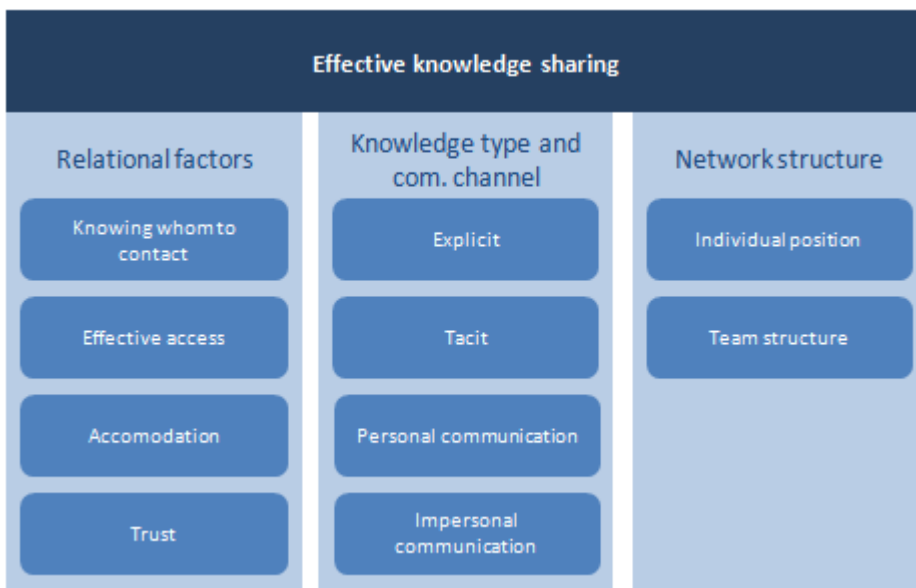 Effective knowledge sharing
Relational factors
Knowing whom to
contact
Effective access
Accomodation
Trust
Knowledge type and
com. channel
Explicit
Tacit
Personal communication
Impersonal
communication
Network structure
Individual position
Team structure